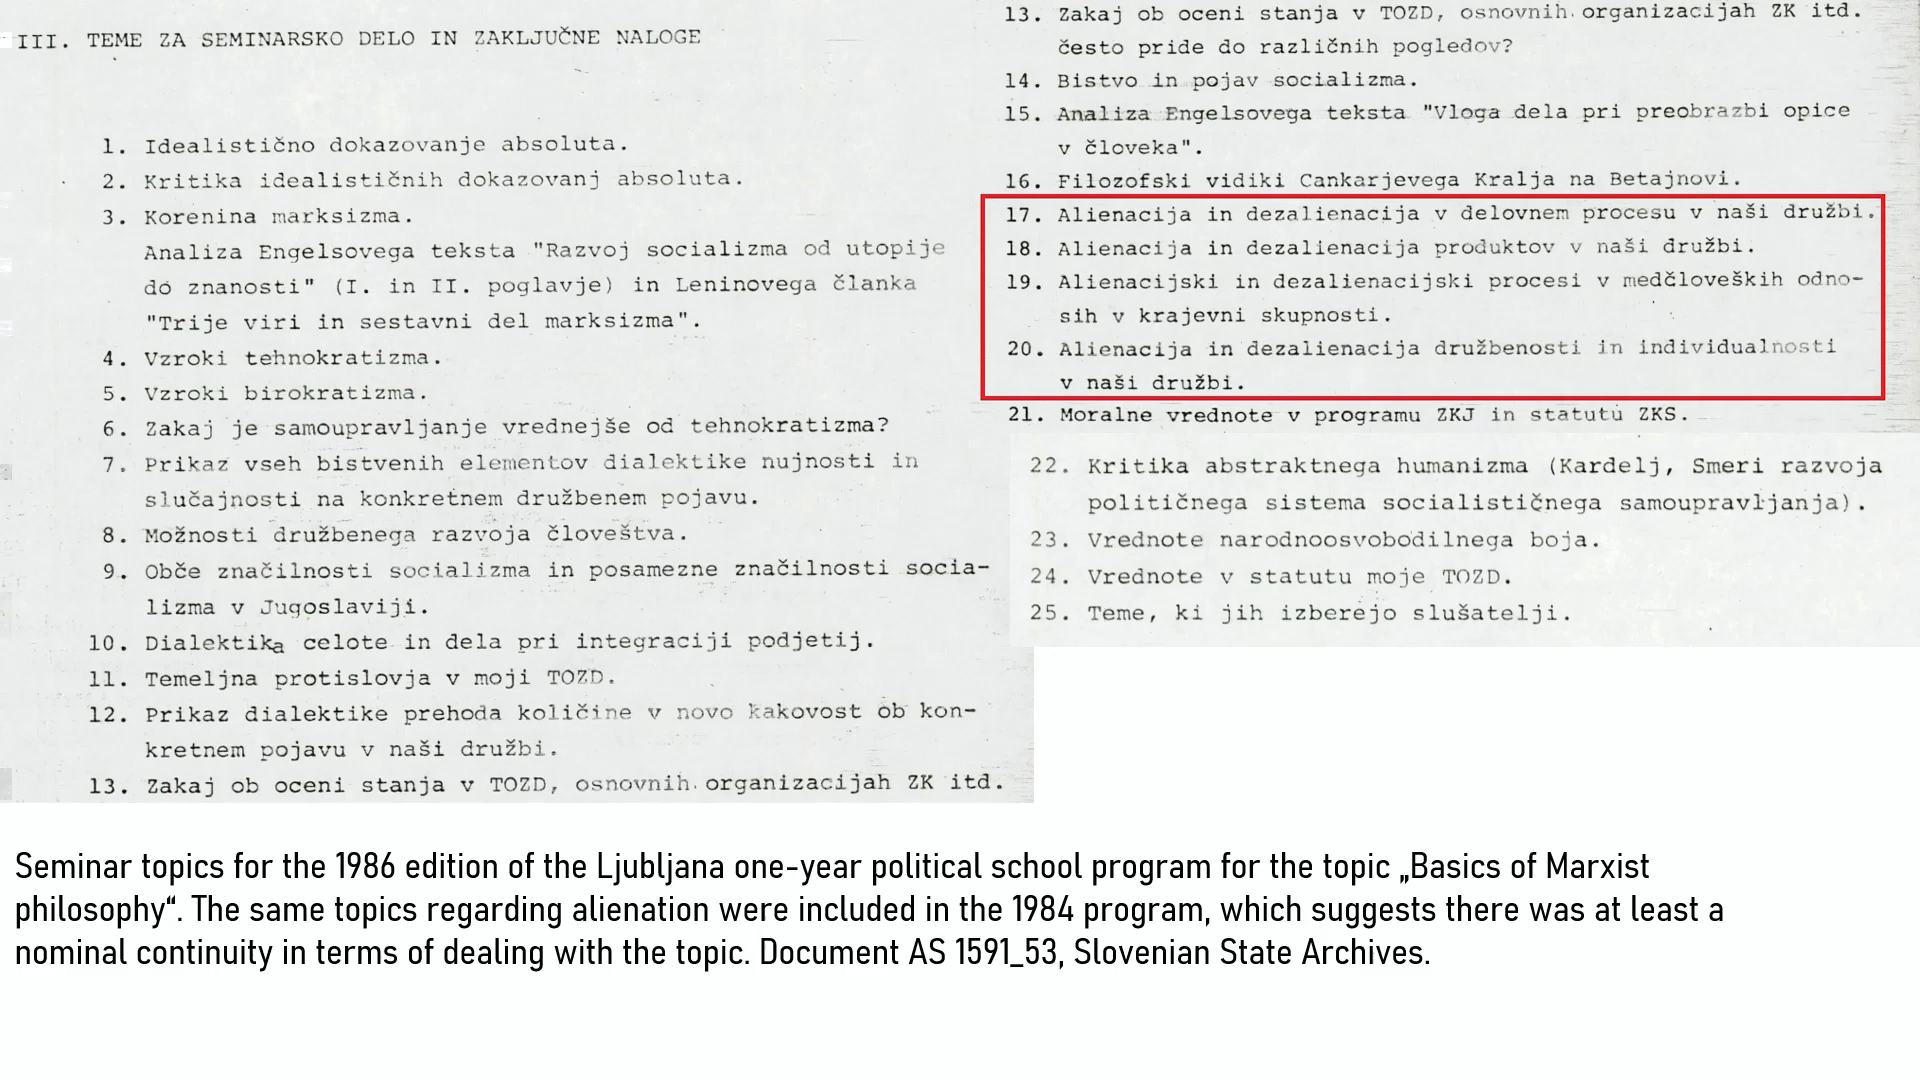 III. TEME ZA SEMINARSKO DELO IN ZAKLJUČNE NALOGE
1. Idealistično dokazovanje absoluta.
2. Kritika idealističnih dokazovanj absoluta.
3. Korenina marksizma.
Analiza Engelsovega teksta "Razvoj socializma od utopije
do znanosti" (I. in II. poglavje) in Leninovega članka
"Trije viri in sestavni del marksizma".
4. Vzroki tehnokratizma.
5. Vzroki birokratizma.
6. Zakaj je samoupravljanje vrednejše od tehnokratizma?
7. Prikaz vseh bistvenih elementov dialektike nujnosti in
slučajnosti na konkretnem družbenem pojavu.
8. Možnosti družbenega razvoja človeštva.
9. Obče značilnosti socializma in posamezne značilnosti socia-
lizma v Jugoslaviji.
10. Dialektika celote in dela pri integraciji podjetij.
11. Temeljna protislovja v moji TOZD.
12. Prikaz dialektike prehoda količine v novo kakovost ob kon-
kretnem pojavu v naši družbi.
13. Zakaj ob oceni stanja v TOZD, osnovnih organizacijah ZK itd.
13. Zakaj ob oceni stanja v TOZD, osnovnih organizacijah ZK itd.
često pride do različnih pogledov?
14. Bistvo in pojav socializma.
15. Analiza Engelsovega teksta "Vloga dela pri preobrazbi opice
v človeka".
16. Filozofski vidiki Cankarjevega Kralja na Betajnovi.
17. Alienacija in dezalienacija v delovnem procesu v naši družbi.
18. Alienacija in dezalienacija produktov v naši družbi.
19. Alienacijski in dezalienacijski procesi v medčloveških odno-
sih v krajevni skupnosti.
20. Alienacija in dezalienacija družbenosti in individualnosti
v naši družbi.
21. Moralne vrednote v programu ZKJ in statutu ZKS.
22. Kritika abstraktnega humanizma (Kardelj, Smeri razvoja
političnega sistema socialističnega samoupravljanja).
23. Vrednote narodnoosvobodilnega boja.
24. Vrednote v statutu moje TOZD.
25. Teme, ki jih izberejo slušatelji.
Seminar topics for the 1986 edition of the Ljubljana one-year political school program for the topic „Basics of Marxist
philosophy“. The same topics regarding alienation were included in the 1984 program, which suggests there was at least a
nominal continuity in terms of dealing with the topic. Document AS 1591_53, Slovenian State Archives.